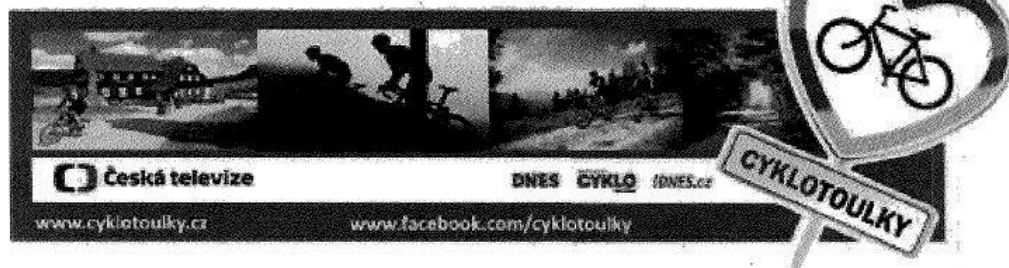 Česká televize
DNES CYKLO iDNES.cz
CYKLOTOULKY
www.cyklotoulky.cz
www.facebook.com/cyklotoulky